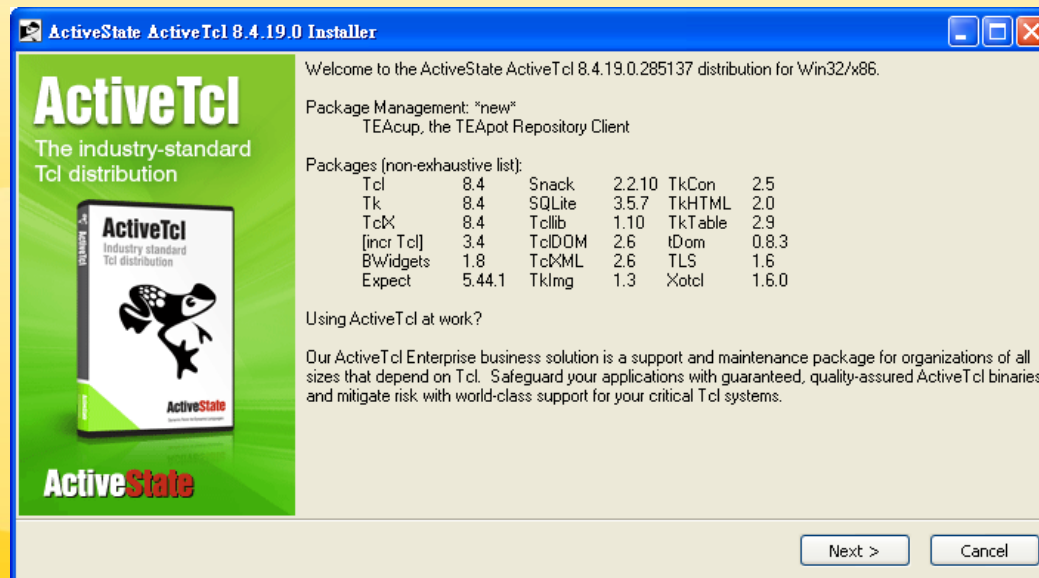 ActiveState ActiveTcl 8.4.19.0 Installer
ActiveTcl
The industry-standard
Tcl distribution
ActiveTcl
ActiveTcl
Industry standard
Tcl distribution
ActiveState
ActiveState
Welcome to the ActiveState ActiveTcl 8.4.19.0.285137 distribution for Win32/x86.
Package Management: *new*
TEAcup, the TEApot Repository Client
Packages (non-exhaustive list):
Tcl 8.4 Snack 2.2.10 TkCon 2.5
Tk 8.4 SQLite 3.5.7 TkHTML 2.0
TclX 8.4 Tcllib 1.10 TkTable 2.9
[incr Tcl] 3.4 TclDOM 2.6 tDom 0.8.3
BWidgets 1.8 TclXML 2.6 TLS 1.6
Expect 5.44.1 TkImg 1.3 Xotcl 1.6.0
Using ActiveTcl at work?
Our ActiveTcl Enterprise business solution is a support and maintenance package for organizations of all
sizes that depend on Tcl. Safeguard your applications with guaranteed, quality-assured ActiveTcl binaries
and mitigate risk with world-class support for your critical Tcl systems.
Next >
Cancel